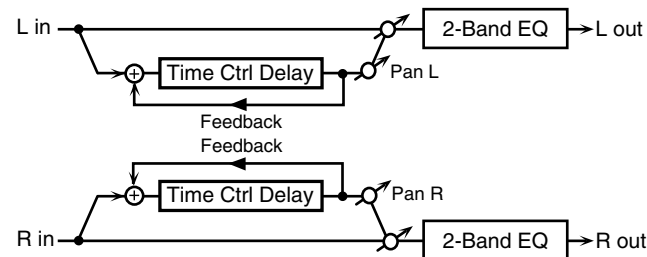 L in
2-Band EQ
L out
+
Time Ctrl Delay
Pan L
Feedback
Feedback
+
Time Ctrl Delay
Pan R
R in
2-Band EQ
R out